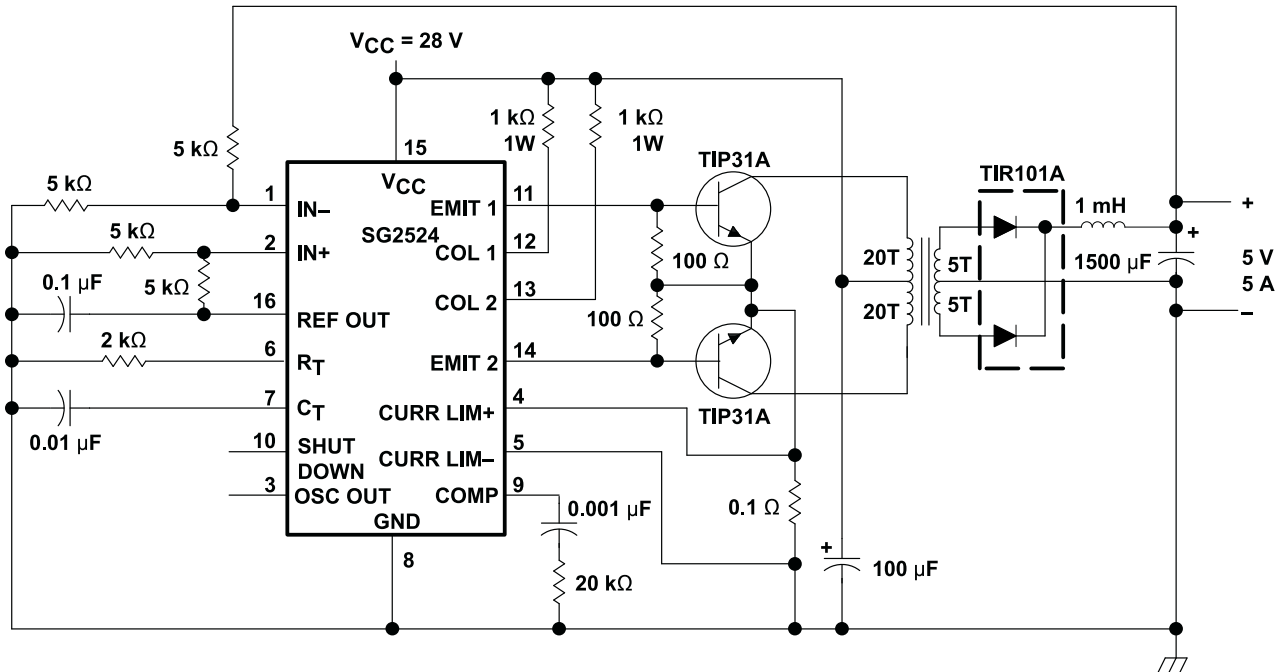 V_CC = 28 V
1 kΩ
1W
1 kΩ
1W
5 kΩ
15
TIP31A
TIR101A
5 kΩ
1
V_CC
11
1 mH
+
IN–
EMIT 1
SG2524
5 kΩ
2
IN+
COL 1
12
100 Ω
20T
5T
+
1500 µF
5 V
5 A
0.1 µF
5 kΩ
16
REF OUT
COL 2
13
100 Ω
20T
5T
–
2 kΩ
6
R_T
EMIT 2
14
7
C_T
CURR LIM+
4
TIP31A
0.01 µF
10
SHUT
DOWN
CURR LIM–
5
3
OSC OUT
COMP
9
0.001 µF
0.1 Ω
GND
8
20 kΩ
+
100 µF